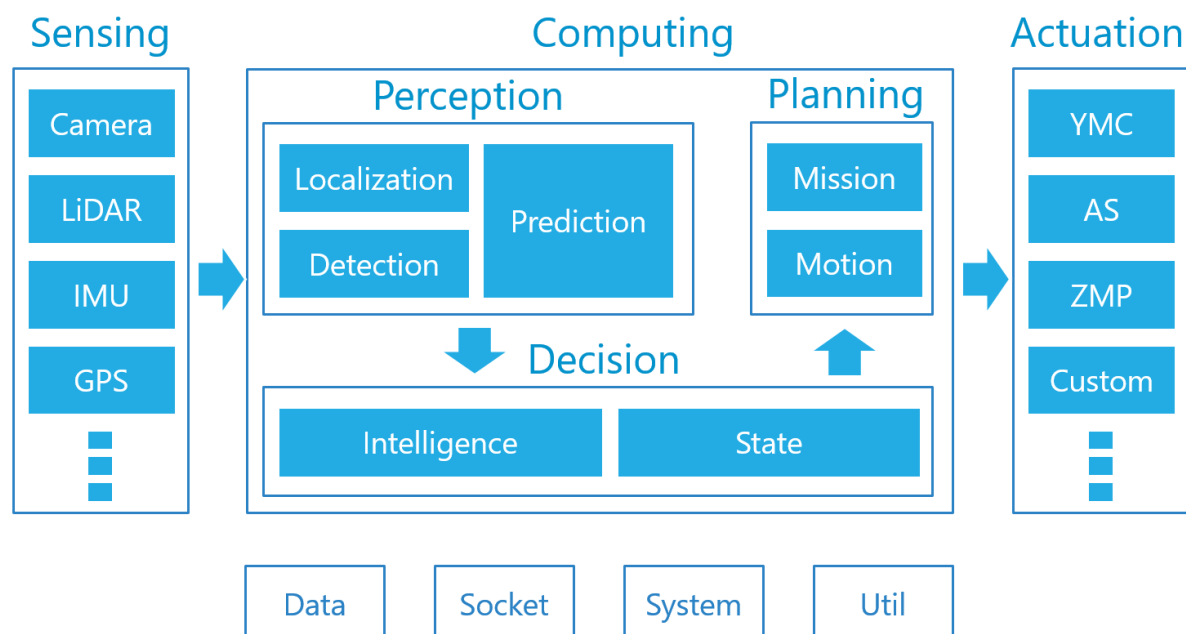 Sensing
Computing
Actuation
Perception
Planning
Camera
LiDAR
IMU
GPS
Localization
Detection
Prediction
Mission
Motion
Decision
Intelligence
State
YMC
AS
ZMP
Custom
Data
Socket
System
Util